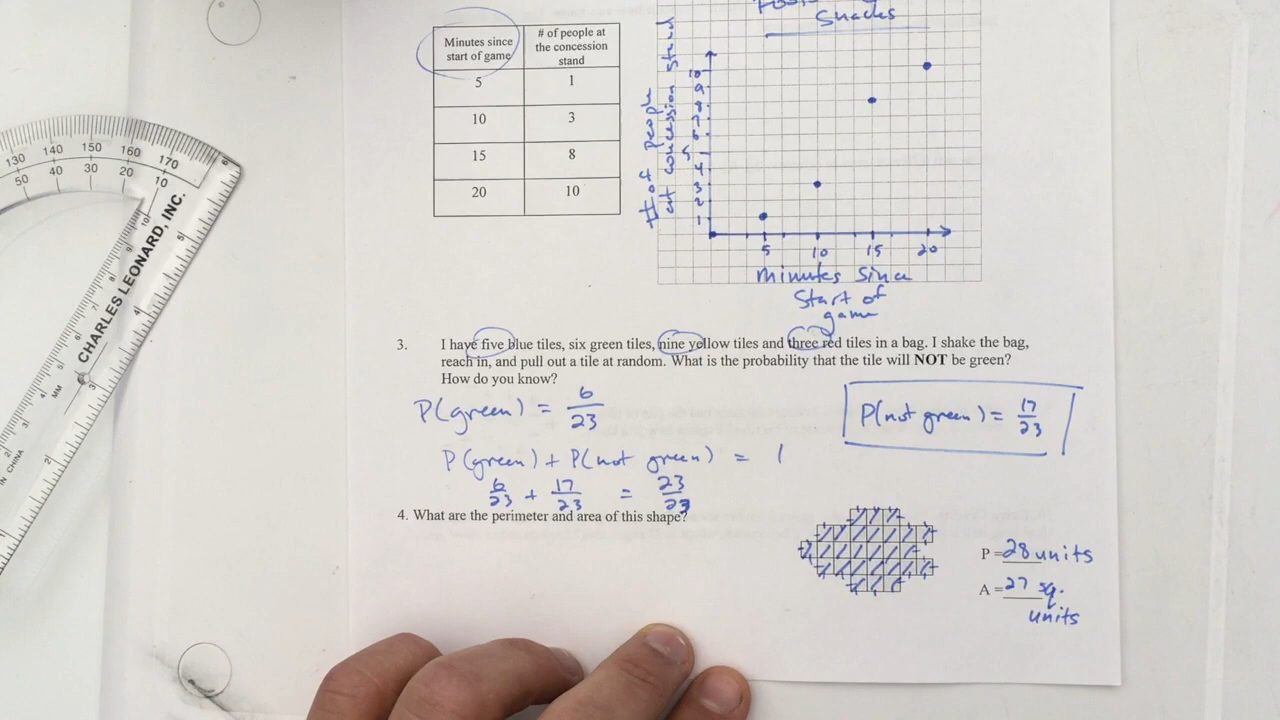 Snacks
Minutes since
start of game
# of people at
the concession
stand
5 1
10 3
15 8
20 10
# of people
at concession stand
10
9
8
7
6
5
4
3
2
1
5 10 15 20
Minutes Since
Start of
game
130 140 150 160 170
50 40 30 20 10
CHARLES LEONARD, INC.
MM
IN CHINA
3. I have five blue tiles, six green tiles, nine yellow tiles and three red tiles in a bag. I shake the bag,
reach in, and pull out a tile at random. What is the probability that the tile will NOT be green?
How do you know?
P(green) = 6/23
P(not green) = 17/23
P(green) + P(not green) = 1
6/23 + 17/23 = 23/23
4. What are the perimeter and area of this shape?
P = 28 units
A = 27 sq.
units